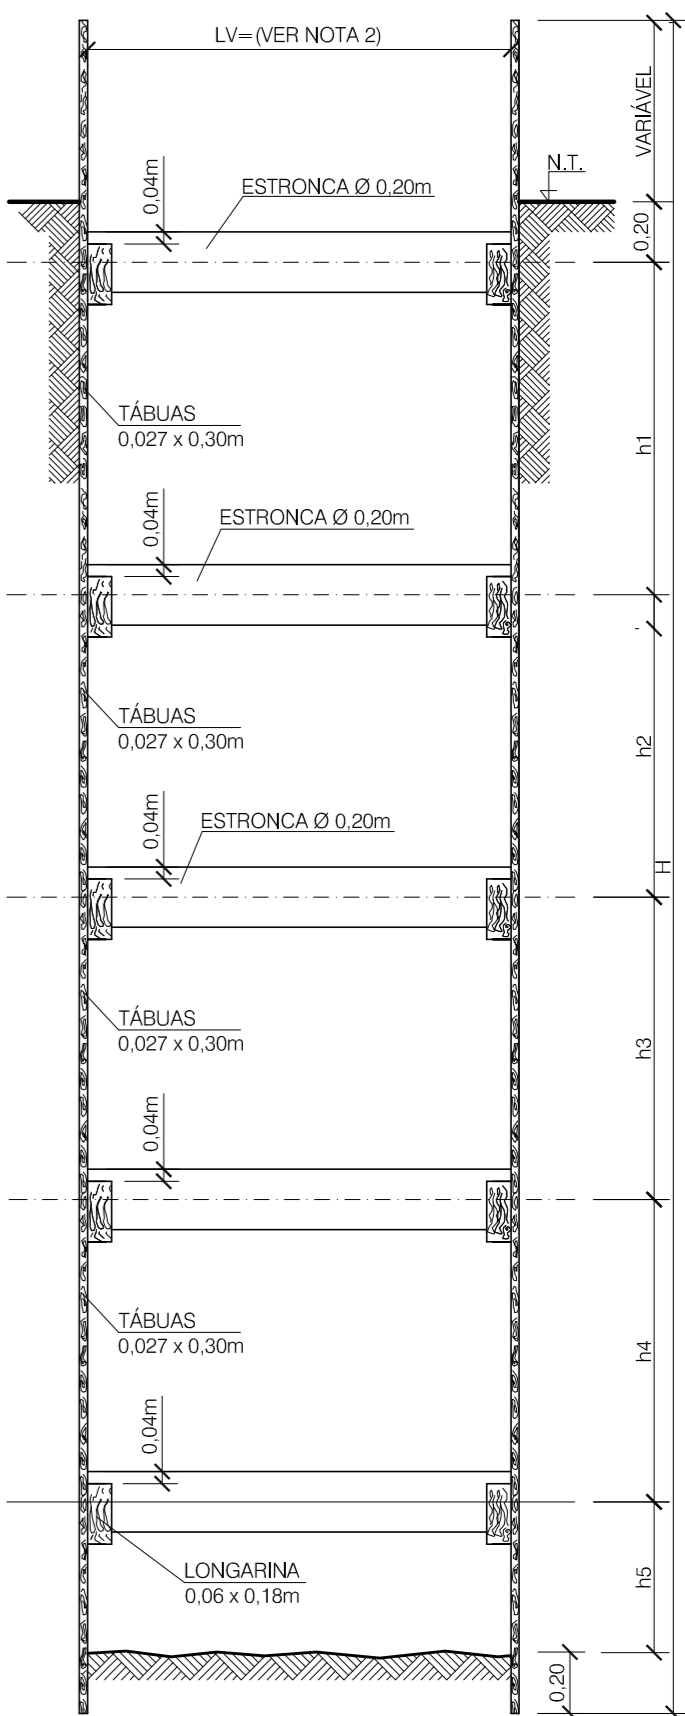 LV=(VER NOTA 2)
VARIÁVEL
N.T.
0,04m
ESTRONCA Ø 0,20m
0,20
TÁBUAS
0,027 x 0,30m
h1
0,04m
ESTRONCA Ø 0,20m
TÁBUAS
0,027 x 0,30m
h2
0,04m
ESTRONCA Ø 0,20m
H
TÁBUAS
0,027 x 0,30m
h3
0,04m
TÁBUAS
0,027 x 0,30m
h4
0,04m
LONGARINA
0,06 x 0,18m
h5
0,20